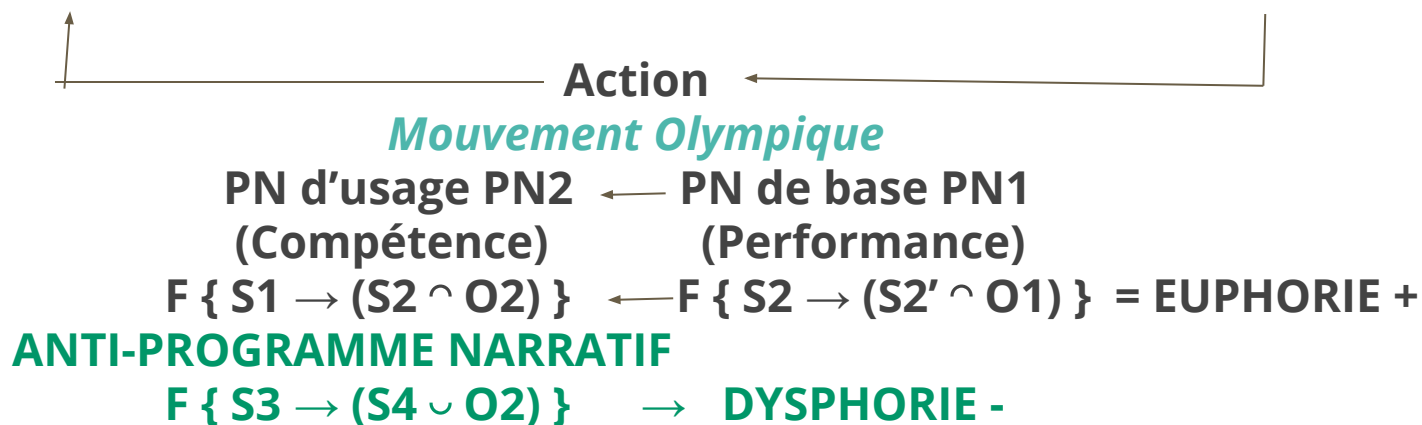 Action
Mouvement Olympique
PN d’usage PN2 ← PN de base PN1
(Compétence) (Performance)
F { S1 → (S2 ∩ O2) } ← F { S2 → (S2’ ∩ O1) } = EUPHORIE +
ANTI-PROGRAMME NARRATIF
F { S3 → (S4 ∪ O2) } → DYSPHORIE -